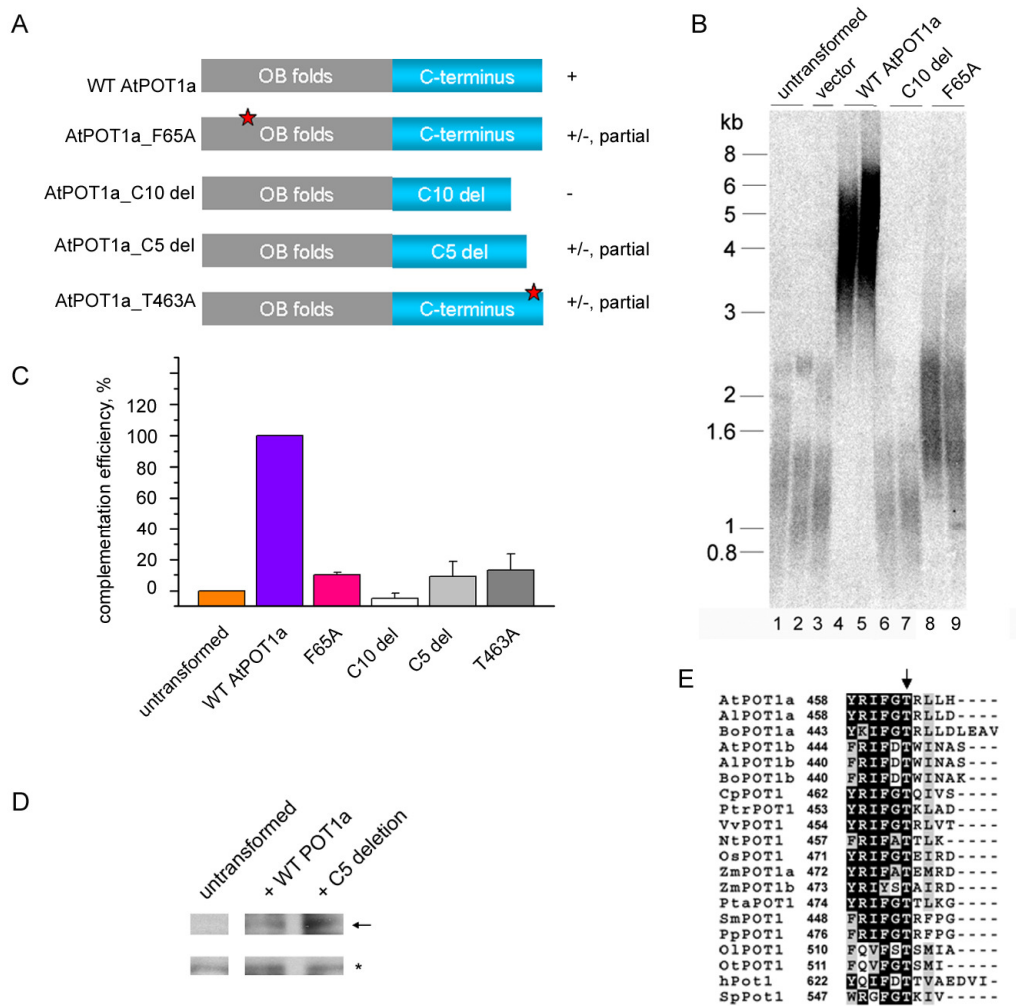 A
WT AtPOT1a OB folds C-terminus +
AtPOT1a_F65A OB folds C-terminus +/-, partial
AtPOT1a_C10 del OB folds C10 del -
AtPOT1a_C5 del OB folds C5 del +/-, partial
AtPOT1a_T463A OB folds C-terminus +/-, partial
B
untransformed vector WT AtPOT1a C10 del F65A
kb
8
6
5
4
3
2
1.6
1
0.8
1 2 3 4 5 6 7 8 9
C
complementation efficiency, %
120
100
80
60
40
20
0
untransformed WT AtPOT1a F65A C10 del C5 del T463A
D
untransformed + WT POT1a + C5 deletion
*
E
AtPOT1a 458 YRIFGTRLLH----
AlPOT1a 458 YRIFGTRLLD----
BoPOT1a 443 YKIFGTRLLDLEAV
AtPOT1b 444 FRIFDTWINAS---
AlPOT1b 440 FRIFDTWINAS---
BoPOT1b 440 FRIFDTWINAK---
CpPOT1 462 YRIFGTQIVS----
PtrPOT1 453 YRIFGTKLAD----
VvPOT1 454 YRIFGTRLVT----
NtPOT1 457 FRIFATTLK-----
OsPOT1 471 YRIFGTEIRD----
ZmPOT1a 472 YRIFATEMRD----
ZmPOT1b 473 YRIYSTAIRD----
PtaPOT1 474 YRIFGTTLKG----
SmPOT1 448 FRIFGTRFPG----
PpPOT1 476 FRIFGTRFPG----
OlPOT1 510 FQVFSTSMIA----
OtPOT1 511 FQVFGTSMI-----
hPot1 622 YQIFDTTVAEDVI-
SpPot1 547 WRGFGTKIV-----